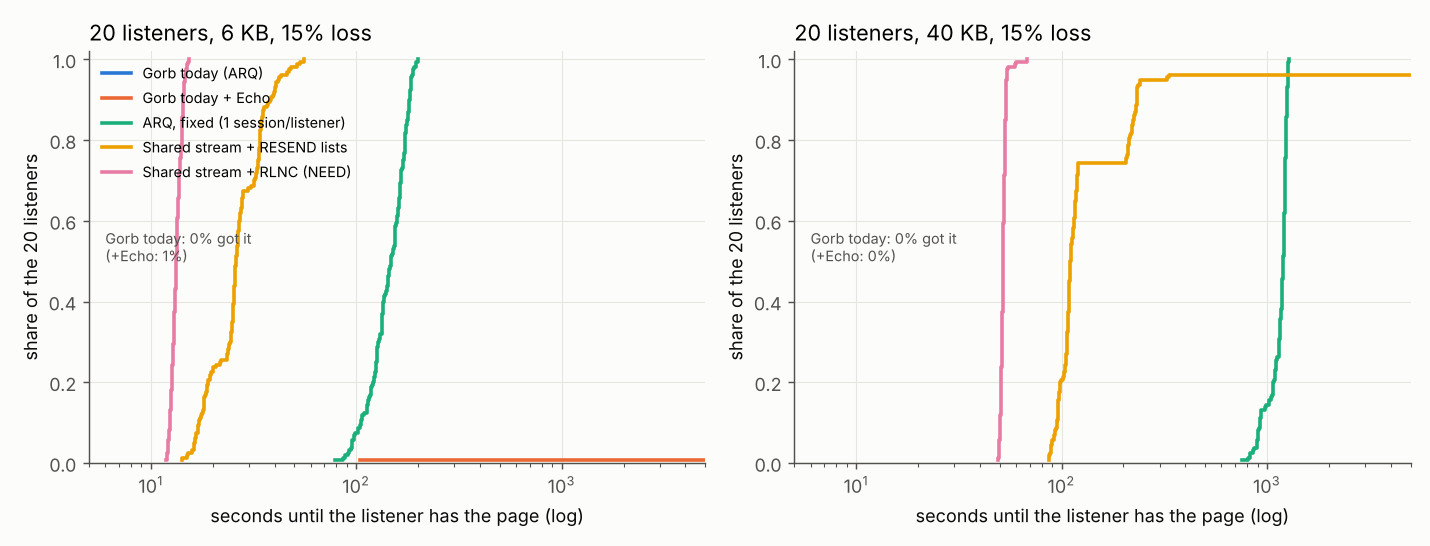 20 listeners, 6 KB, 15% loss
Gorb today (ARQ)
Gorb today + Echo
ARQ, fixed (1 session/listener)
Shared stream + RESEND lists
Shared stream + RLNC (NEED)
Gorb today: 0% got it
(+Echo: 1%)
share of the 20 listeners
1.0
0.8
0.6
0.4
0.2
0.0
10¹
10²
10³
seconds until the listener has the page (log)
20 listeners, 40 KB, 15% loss
Gorb today: 0% got it
(+Echo: 0%)
share of the 20 listeners
1.0
0.8
0.6
0.4
0.2
0.0
10¹
10²
10³
seconds until the listener has the page (log)